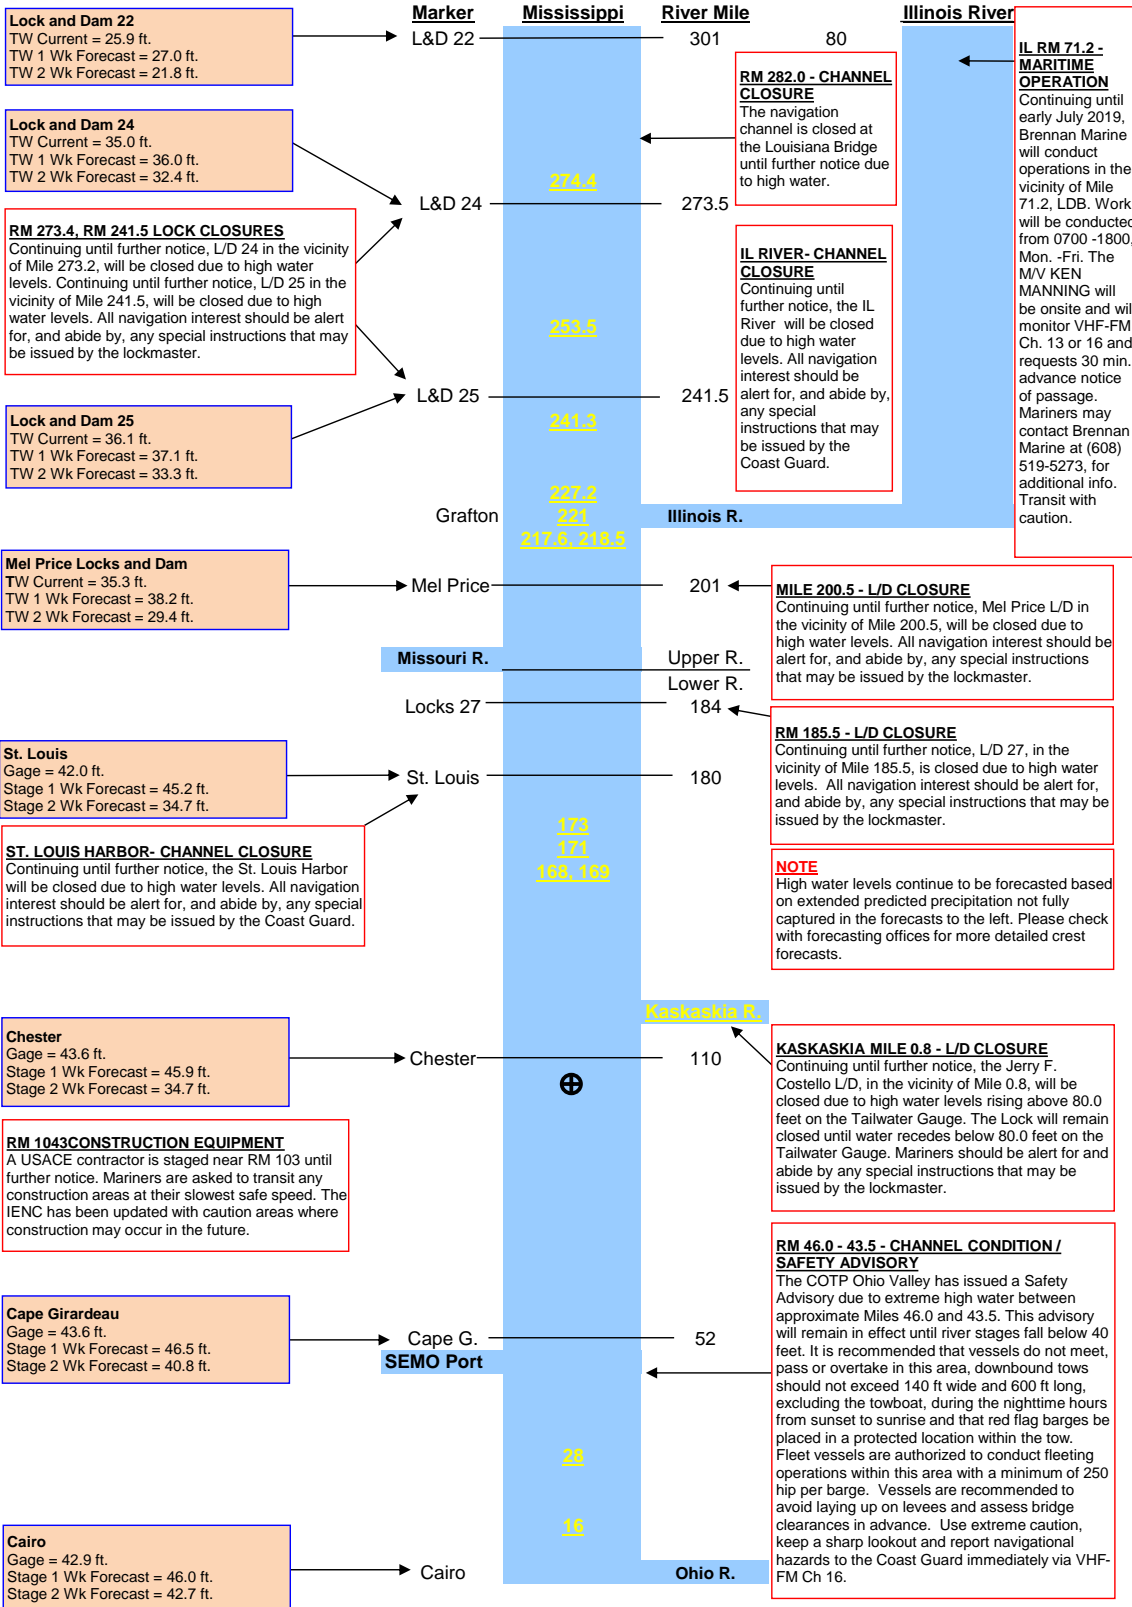 Marker
Mississippi
River Mile
Illinois River
Lock and Dam 22
TW Current = 25.9 ft.
TW 1 Wk Forecast = 27.0 ft.
TW 2 Wk Forecast = 21.8 ft.
L&D 22
301
80
IL RM 71.2 -
MARITIME
OPERATION
Continuing until
early July 2019,
Brennan Marine
will conduct
operations in the
vicinity of Mile
71.2, LDB. Work
will be conducted
from 0700 -1800,
Mon. -Fri. The
M/V KEN
MANNING will
be onsite and will
monitor VHF-FM
Ch. 13 or 16 and
requests 30 min.
advance notice
of passage.
Mariners may
contact Brennan
Marine at (608)
519-5273, for
additional info.
Transit with
caution.
RM 282.0 - CHANNEL
CLOSURE
The navigation
channel is closed at
the Louisiana Bridge
until further notice due
to high water.
Lock and Dam 24
TW Current = 35.0 ft.
TW 1 Wk Forecast = 36.0 ft.
TW 2 Wk Forecast = 32.4 ft.
274.4
L&D 24
273.5
RM 273.4, RM 241.5 LOCK CLOSURES
Continuing until further notice, L/D 24 in the vicinity
of Mile 273.2, will be closed due to high water
levels. Continuing until further notice, L/D 25 in the
vicinity of Mile 241.5, will be closed due to high
water levels. All navigation interest should be alert
for, and abide by, any special instructions that may
be issued by the lockmaster.
IL RIVER- CHANNEL
CLOSURE
Continuing until
further notice, the IL
River  will be closed
due to high water
levels. All navigation
interest should be
alert for, and abide by,
any special
instructions that may
be issued by the
Coast Guard.
253.5
L&D 25
241.5
241.3
Lock and Dam 25
TW Current = 36.1 ft.
TW 1 Wk Forecast = 37.1 ft.
TW 2 Wk Forecast = 33.3 ft.
227.2
Grafton
221
Illinois R.
217.6, 218.5
Mel Price Locks and Dam
TW Current = 35.3 ft.
TW 1 Wk Forecast = 38.2 ft.
TW 2 Wk Forecast = 29.4 ft.
Mel Price
201
MILE 200.5 - L/D CLOSURE
Continuing until further notice, Mel Price L/D in
the vicinity of Mile 200.5, will be closed due to
high water levels. All navigation interest should be
alert for, and abide by, any special instructions
that may be issued by the lockmaster.
Missouri R.
Upper R.
Lower R.
Locks 27
184
RM 185.5 - L/D CLOSURE
Continuing until further notice, L/D 27, in the
vicinity of Mile 185.5, is closed due to high water
levels.  All navigation interest should be alert for,
and abide by, any special instructions that may be
issued by the lockmaster.
St. Louis
Gage = 42.0 ft.
Stage 1 Wk Forecast = 45.2 ft.
Stage 2 Wk Forecast = 34.7 ft.
St. Louis
180
ST. LOUIS HARBOR- CHANNEL CLOSURE
Continuing until further notice, the St. Louis Harbor
will be closed due to high water levels. All navigation
interest should be alert for, and abide by, any special
instructions that may be issued by the Coast Guard.
173
171
168, 169
NOTE
High water levels continue to be forecasted based
on extended predicted precipitation not fully
captured in the forecasts to the left. Please check
with forecasting offices for more detailed crest
forecasts.
Kaskaskia R.
Chester
Gage = 43.6 ft.
Stage 1 Wk Forecast = 45.9 ft.
Stage 2 Wk Forecast = 34.7 ft.
Chester
110
KASKASKIA MILE 0.8 - L/D CLOSURE
Continuing until further notice, the Jerry F.
Costello L/D, in the vicinity of Mile 0.8, will be
closed due to high water levels rising above 80.0
feet on the Tailwater Gauge. The Lock will remain
closed until water recedes below 80.0 feet on the
Tailwater Gauge. Mariners should be alert for and
abide by any special instructions that may be
issued by the lockmaster.
RM 1043CONSTRUCTION EQUIPMENT
A USACE contractor is staged near RM 103 until
further notice. Mariners are asked to transit any
construction areas at their slowest safe speed. The
IENC has been updated with caution areas where
construction may occur in the future.
RM 46.0 - 43.5 - CHANNEL CONDITION /
SAFETY ADVISORY
The COTP Ohio Valley has issued a Safety
Advisory due to extreme high water between
approximate Miles 46.0 and 43.5. This advisory
will remain in effect until river stages fall below 40
feet. It is recommended that vessels do not meet,
pass or overtake in this area, downbound tows
should not exceed 140 ft wide and 600 ft long,
excluding the towboat, during the nighttime hours
from sunset to sunrise and that red flag barges be
placed in a protected location within the tow.
Fleet vessels are authorized to conduct fleeting
operations within this area with a minimum of 250
hip per barge.  Vessels are recommended to
avoid laying up on levees and assess bridge
clearances in advance.  Use extreme caution,
keep a sharp lookout and report navigational
hazards to the Coast Guard immediately via VHF-
FM Ch 16.
Cape Girardeau
Gage = 43.6 ft.
Stage 1 Wk Forecast = 46.5 ft.
Stage 2 Wk Forecast = 40.8 ft.
Cape G.
52
SEMO Port
28
16
Cairo
Gage = 42.9 ft.
Stage 1 Wk Forecast = 46.0 ft.
Stage 2 Wk Forecast = 42.7 ft.
Cairo
Ohio R.